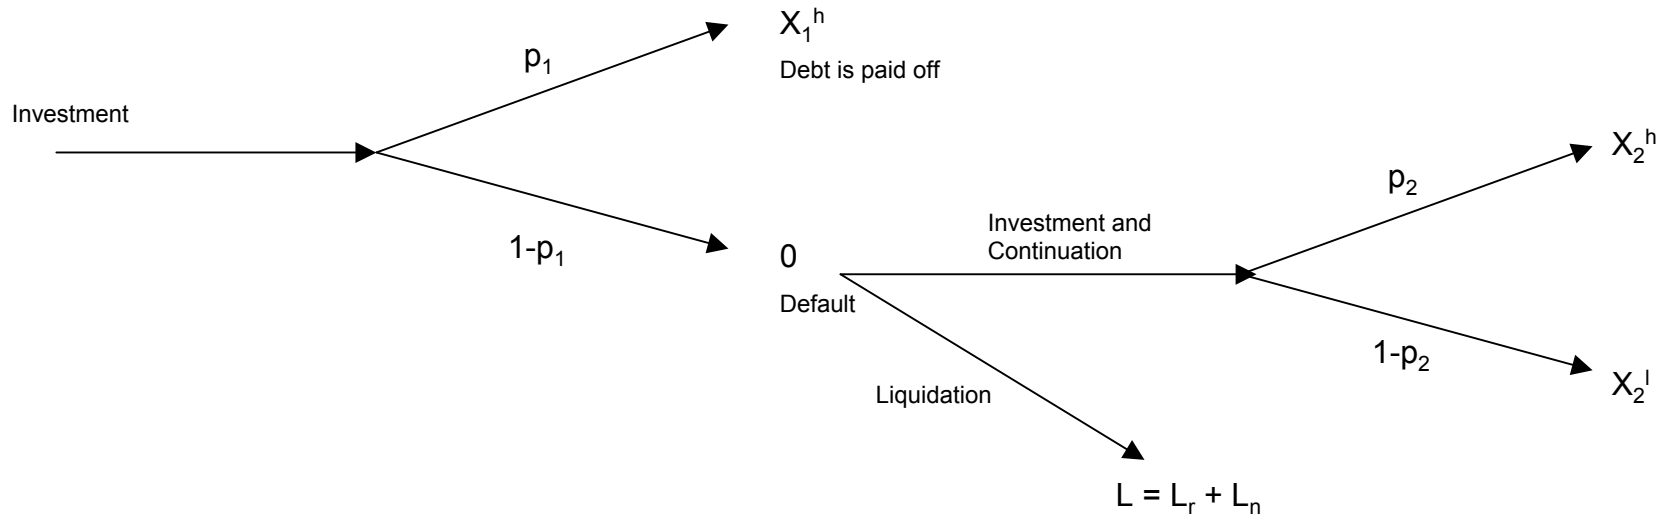 X₁ʰ
p₁
Debt is paid off
Investment
X₂ʰ
p₂
1-p₁
Investment and
Continuation
0
Default
1-p₂
X₂ˡ
Liquidation
L = Lᵣ + Lₙ